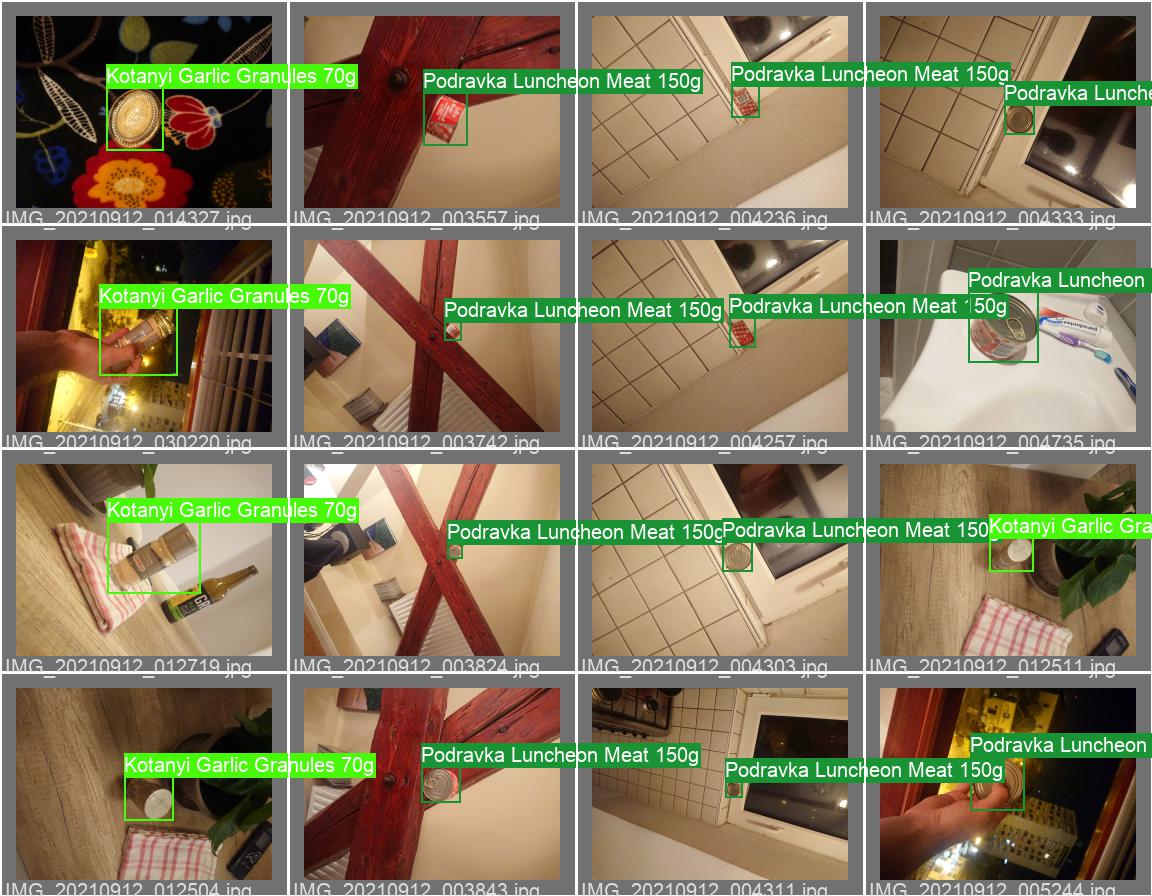 Kotanyi Garlic Granules 70g
Podravka Luncheon Meat 150g
Podravka Luncheon Meat 150g
Podravka Lunche
IMG_20210912_014327.jpg
IMG_20210912_003557.jpg
IMG_20210912_004236.jpg
IMG_20210912_004333.jpg
Kotanyi Garlic Granules 70g
Podravka Luncheon Meat 150g
Podravka Luncheon Meat 150g
Podravka Luncheon
parodontax
IMG_20210912_030220.jpg
IMG_20210912_003742.jpg
IMG_20210912_004257.jpg
IMG_20210912_004735.jpg
Kotanyi Garlic Granules 70g
Podravka Luncheon Meat 150g
Podravka Luncheon Meat 150
Kotanyi Garlic Gra
IMG_20210912_012719.jpg
IMG_20210912_003824.jpg
IMG_20210912_004303.jpg
IMG_20210912_012511.jpg
Kotanyi Garlic Granules 70g
Podravka Luncheon Meat 150g
Podravka Luncheon Meat 150g
Podravka Luncheon
IMG_20210912_012504.jpg
IMG_20210912_003843.jpg
IMG_20210912_004311.jpg
IMG_20210912_005244.jpg